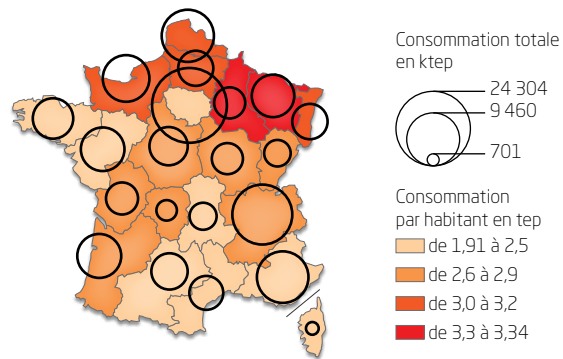 Consommation totale
en ktep
24 304
9 460
701
Consommation
par habitant en tep
de 1,91 à 2,5
de 2,6 à 2,9
de 3,0 à 3,2
de 3,3 à 3,34